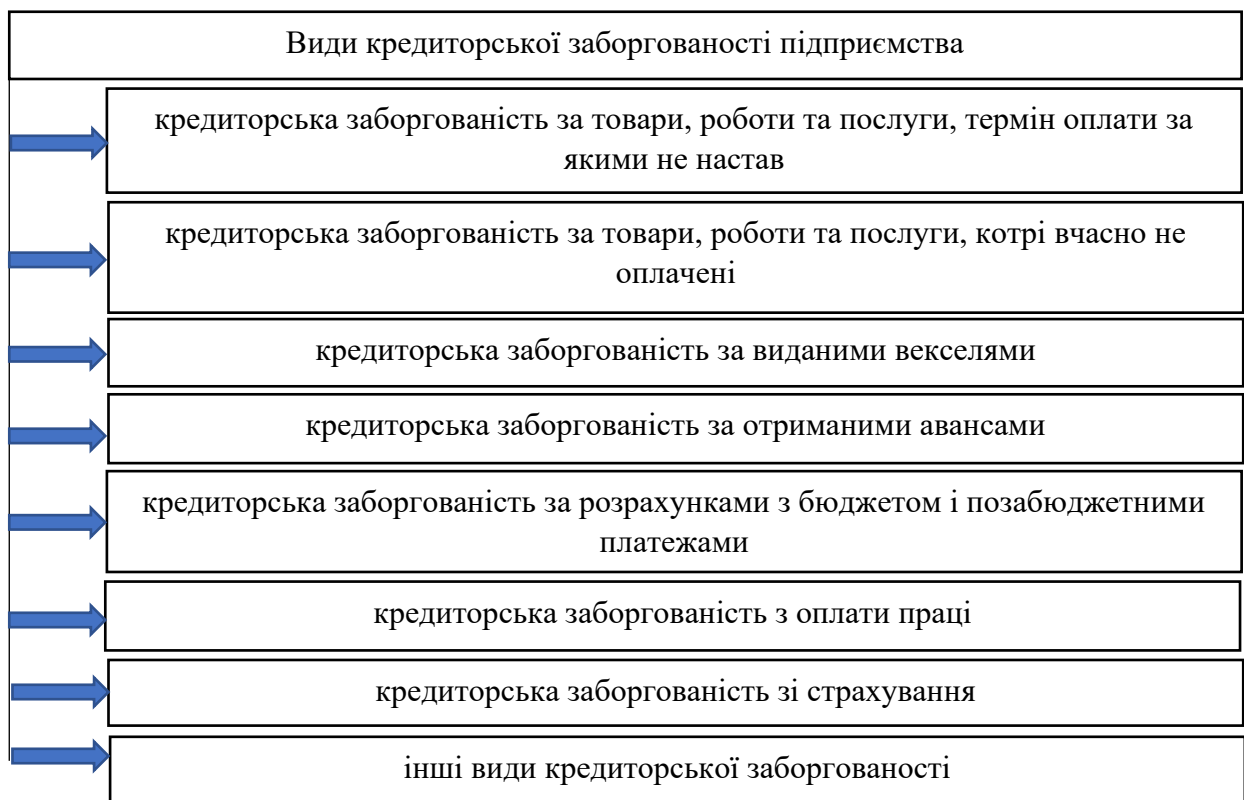 Види кредиторської заборгованості підприємства
кредиторська заборгованість за товари, роботи та послуги, термін оплати за
якими не настав
кредиторська заборгованість за товари, роботи та послуги, котрі вчасно не
оплачені
кредиторська заборгованість за виданими векселями
кредиторська заборгованість за отриманими авансами
кредиторська заборгованість за розрахунками з бюджетом і позабюджетними
платежами
кредиторська заборгованість з оплати праці
кредиторська заборгованість зі страхування
інші види кредиторської заборгованості